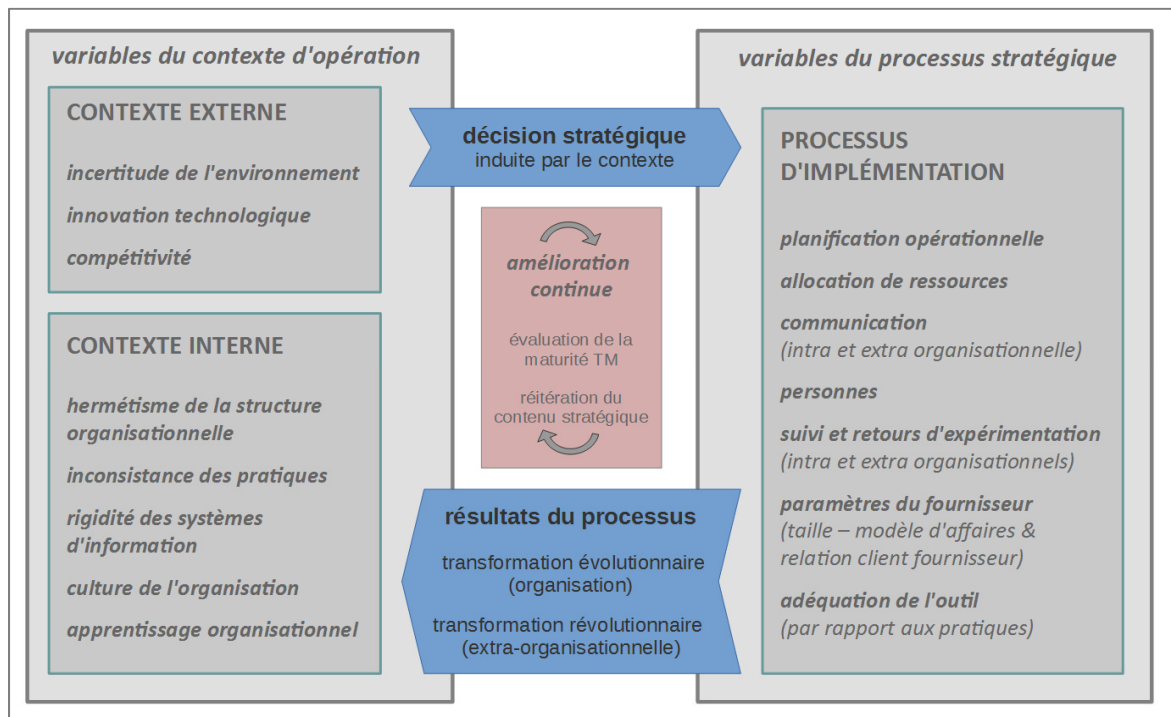 variables du contexte d'opération
CONTEXTE EXTERNE
incertitude de l'environnement
innovation technologique
compétitivité
CONTEXTE INTERNE
hermétisme de la structure
organisationnelle
inconsistance des pratiques
rigidité des systèmes
d'information
culture de l'organisation
apprentissage organisationnel
décision stratégique
induite par le contexte
amélioration
continue
évaluation de la
maturité TM
réitération du
contenu stratégique
résultats du processus
transformation évolutionnaire
(organisation)
transformation révolutionnaire
(extra-organisationnelle)
variables du processus stratégique
PROCESSUS
D'IMPLÉMENTATION
planification opérationnelle
allocation de ressources
communication
(intra et extra organisationnelle)
personnes
suivi et retours d'expérimentation
(intra et extra organisationnels)
paramètres du fournisseur
(taille – modèle d'affaires &
relation client fournisseur)
adéquation de l'outil
(par rapport aux pratiques)